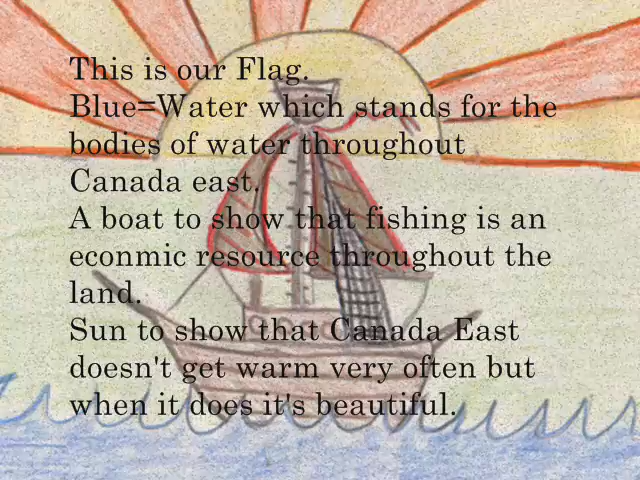 This is our Flag.
Blue=Water which stands for the
bodies of water throughout
Canada east.
A boat to show that fishing is an
econmic resource throughout the
land.
Sun to show that Canada East
doesn't get warm very often but
when it does it's beautiful.